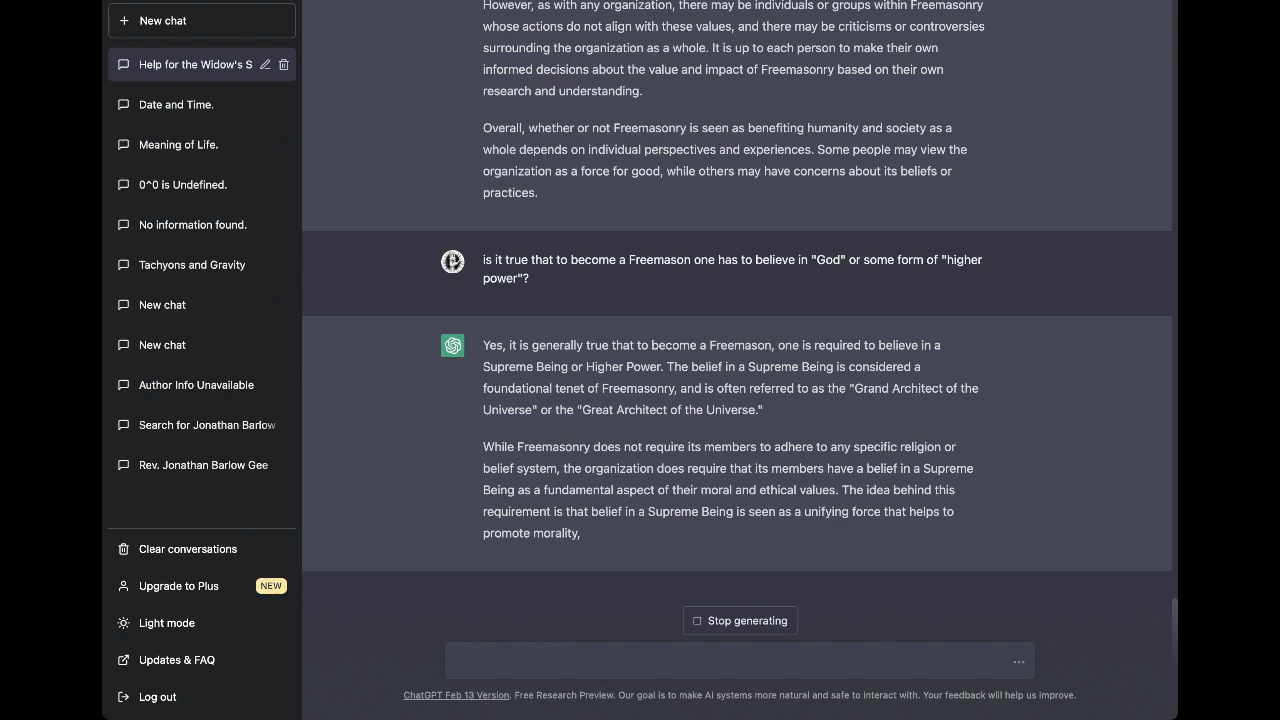 New chat
Help for the Widow's S
Date and Time.
Meaning of Life.
0^0 is Undefined.
No information found.
Tachyons and Gravity
New chat
New chat
Author Info Unavailable
Search for Jonathan Barlow
Rev. Jonathan Barlow Gee
Clear conversations
Upgrade to Plus NEW
Light mode
Updates & FAQ
Log out
However, as with any organization, there may be individuals or groups within Freemasonry
whose actions do not align with these values, and there may be criticisms or controversies
surrounding the organization as a whole. It is up to each person to make their own
informed decisions about the value and impact of Freemasonry based on their own
research and understanding.
Overall, whether or not Freemasonry is seen as benefiting humanity and society as a
whole depends on individual perspectives and experiences. Some people may view the
organization as a force for good, while others may have concerns about its beliefs or
practices.
is it true that to become a Freemason one has to believe in "God" or some form of "higher
power"?
Yes, it is generally true that to become a Freemason, one is required to believe in a
Supreme Being or Higher Power. The belief in a Supreme Being is considered a
foundational tenet of Freemasonry, and is often referred to as the "Grand Architect of the
Universe" or the "Great Architect of the Universe."
While Freemasonry does not require its members to adhere to any specific religion or
belief system, the organization does require that its members have a belief in a Supreme
Being as a fundamental aspect of their moral and ethical values. The idea behind this
requirement is that belief in a Supreme Being is seen as a unifying force that helps to
promote morality,
Stop generating
ChatGPT Feb 13 Version. Free Research Preview. Our goal is to make AI systems more natural and safe to interact with. Your feedback will help us improve.